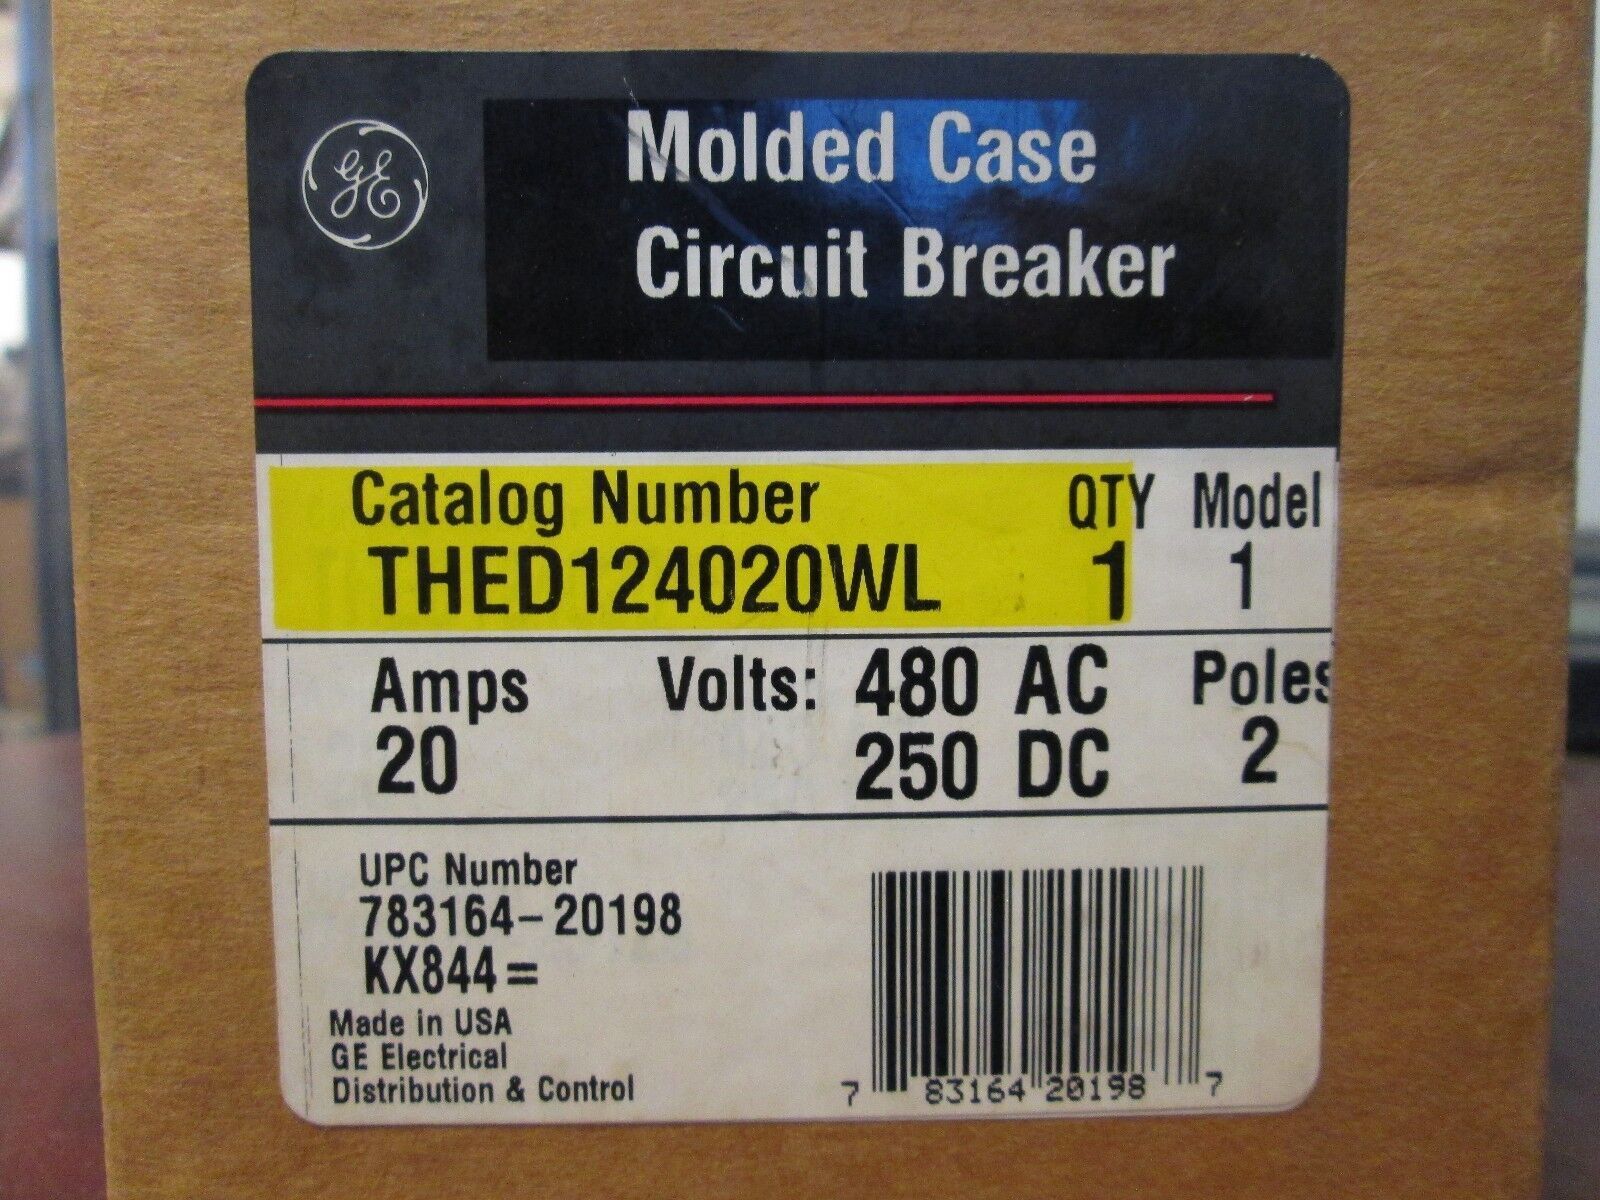 GE
Molded Case
Circuit Breaker
Catalog Number QTY Model
THED124020WL 1 1
Amps Volts: 480 AC Poles
20 250 DC 2
UPC Number
783164-20198
KX844=
Made in USA
GE Electrical
Distribution & Control
7 83164 20198 7